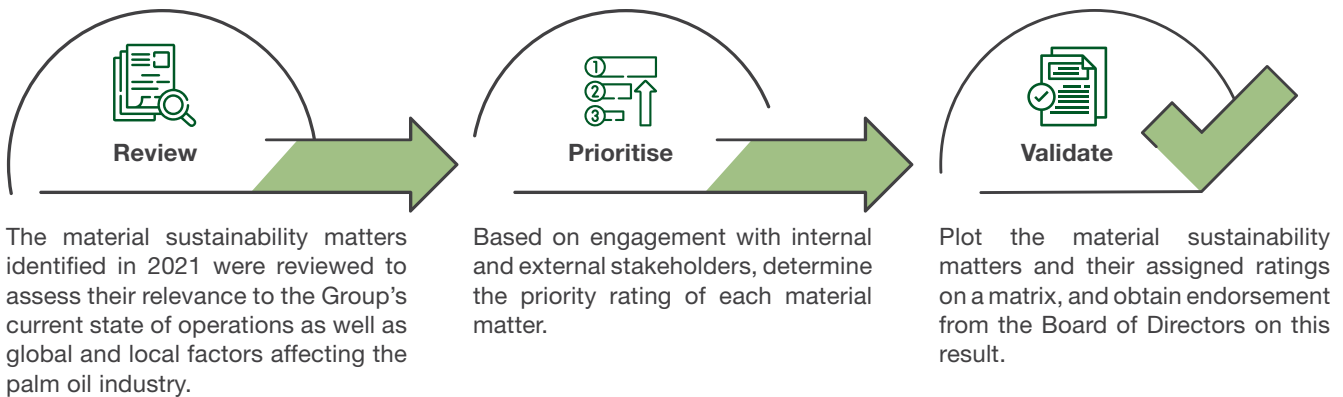 Review
The material sustainability matters
identified in 2021 were reviewed to
assess their relevance to the Group's
current state of operations as well as
global and local factors affecting the
palm oil industry.
1
2
3
Prioritise
Based on engagement with internal
and external stakeholders, determine
the priority rating of each material
matter.
Validate
Plot the material sustainability
matters and their assigned ratings
on a matrix, and obtain endorsement
from the Board of Directors on this
result.